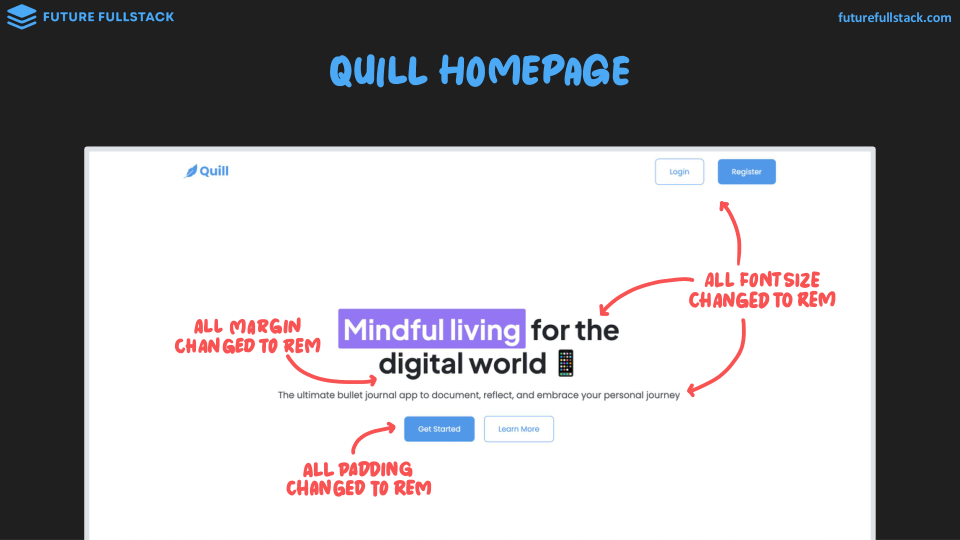 FUTURE FULLSTACK
futurefullstack.com
QUILL HOMEPAGE
Quill
Login
Register
ALL FONT SIZE
CHANGED TO REM
ALL MARGIN
CHANGED TO REM
Mindful living for the
digital world
The ultimate bullet journal app to document, reflect, and embrace your personal journey
Get Started
Learn More
ALL PADDING
CHANGED TO REM